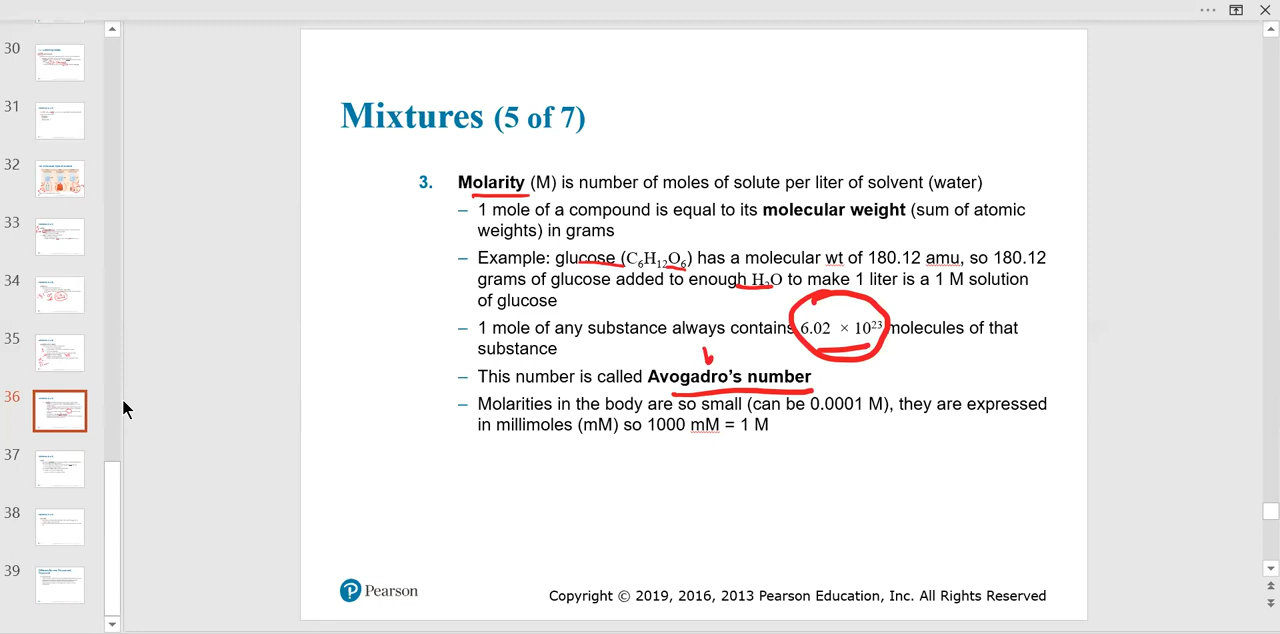 30
31
32
33
34
35
36
37
38
39
Mixtures (5 of 7)
3. Molarity (M) is number of moles of solute per liter of solvent (water)
– 1 mole of a compound is equal to its molecular weight (sum of atomic
weights) in grams
– Example: glucose (C₆H₁₂O₆) has a molecular wt of 180.12 amu, so 180.12
grams of glucose added to enough H₂O to make 1 liter is a 1 M solution
of glucose
– 1 mole of any substance always contains 6.02 × 10²³ molecules of that
substance
– This number is called Avogadro's number
– Molarities in the body are so small (can be 0.0001 M), they are expressed
in millimoles (mM) so 1000 mM = 1 M
P Pearson
Copyright © 2019, 2016, 2013 Pearson Education, Inc. All Rights Reserved